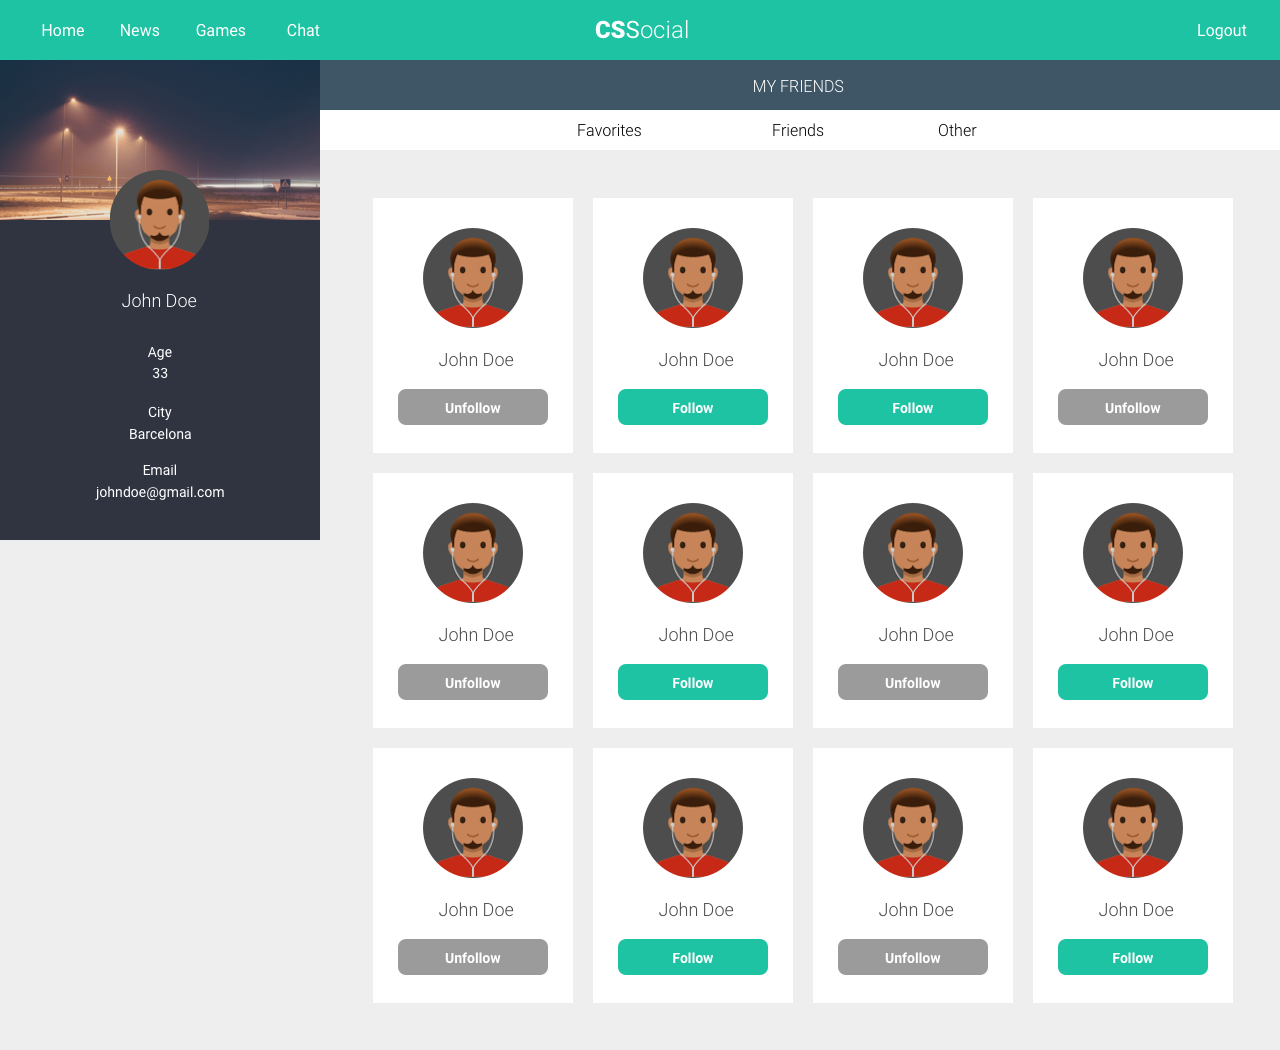 Home News Games Chat CSSocial Logout
MY FRIENDS
Favorites Friends Other
John Doe
Age
33
City
Barcelona
Email
johndoe@gmail.com
John Doe John Doe John Doe John Doe
Unfollow Follow Follow Unfollow
John Doe John Doe John Doe John Doe
Unfollow Follow Unfollow Follow
John Doe John Doe John Doe John Doe
Unfollow Follow Unfollow Follow